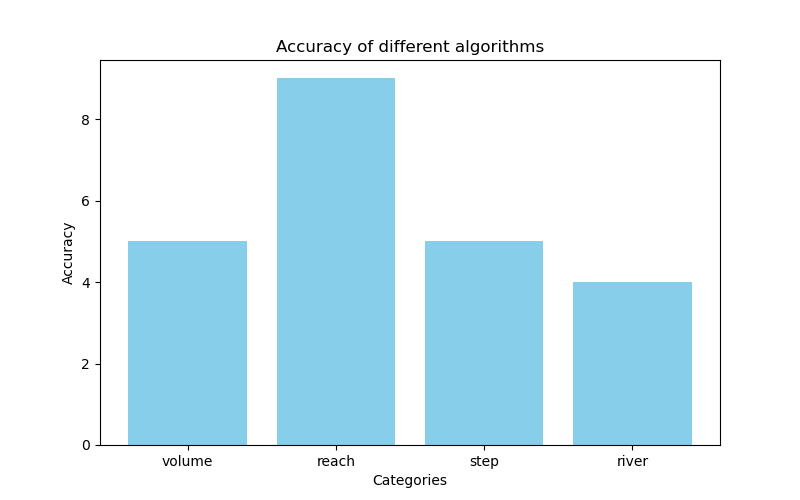 Accuracy of different algorithms
Accuracy
8
6
4
2
0
volume reach step river
Categories